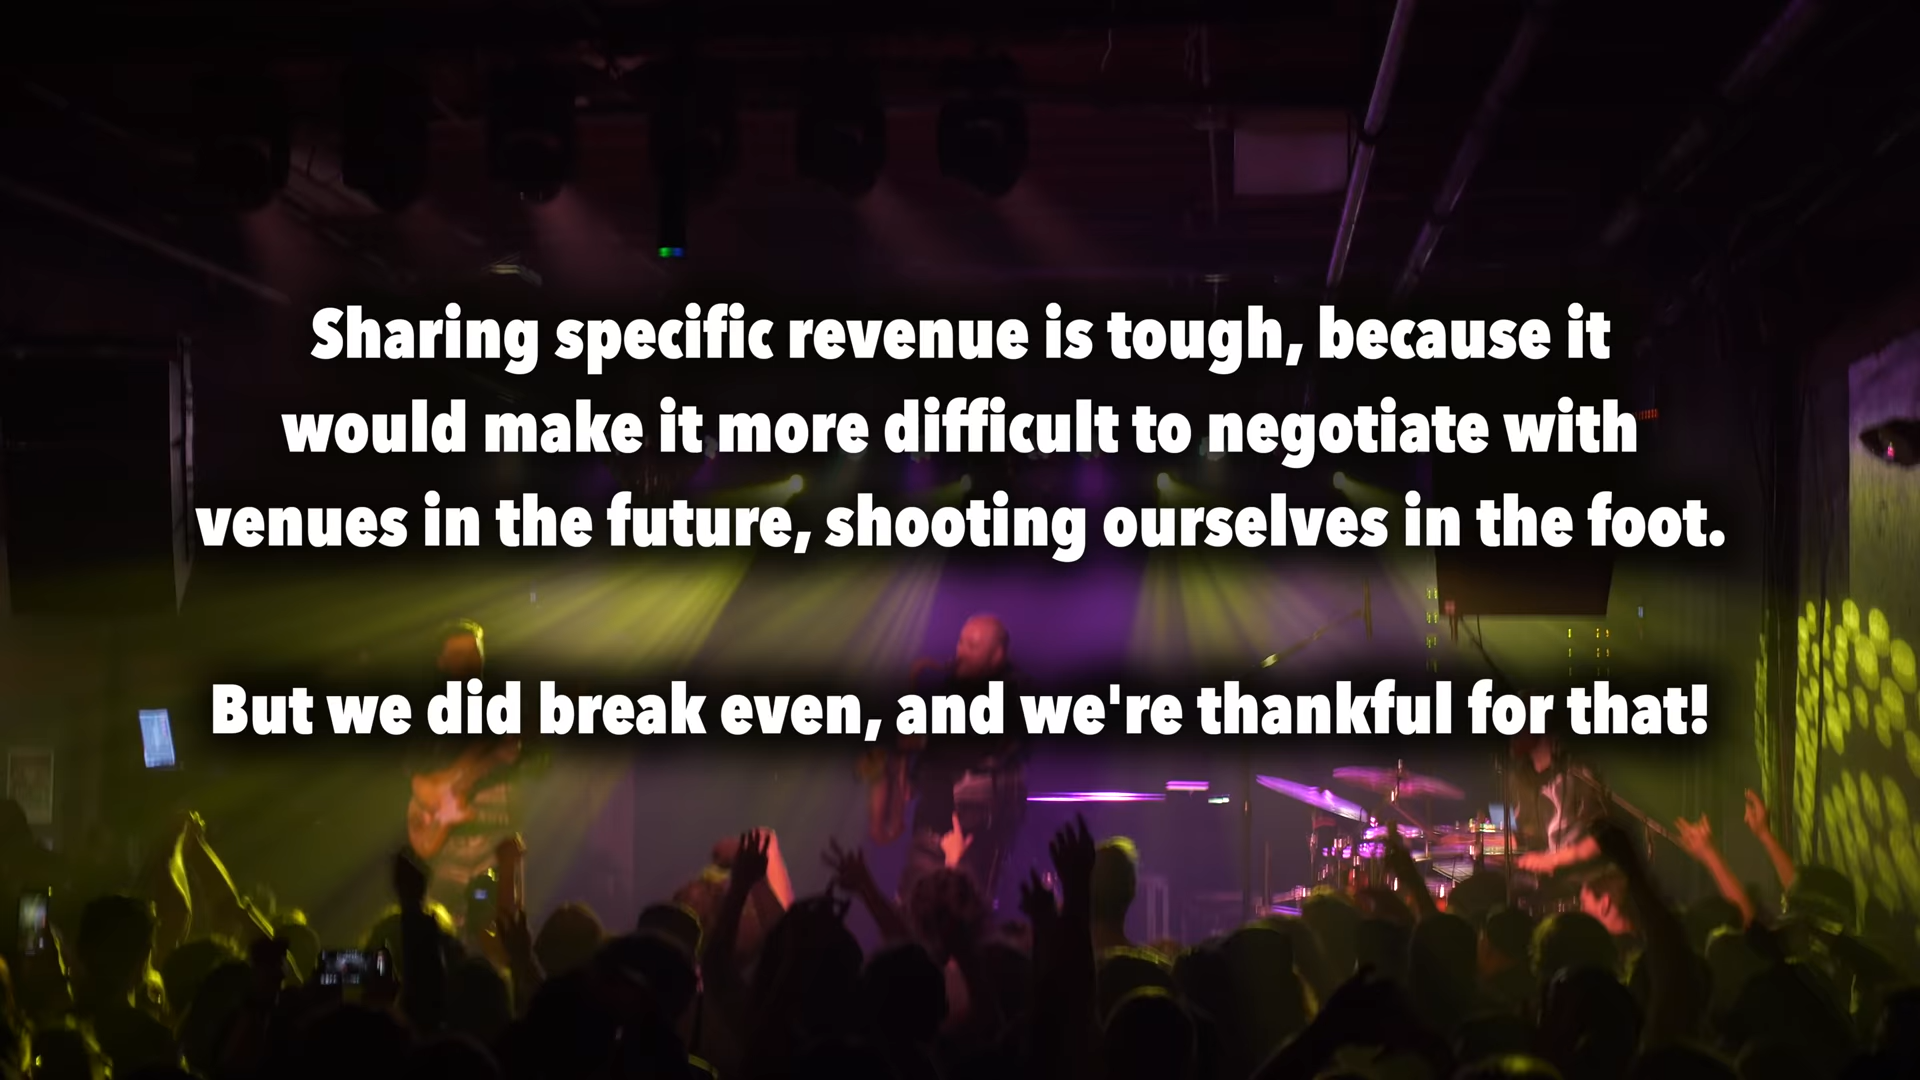 Sharing specific revenue is tough, because it
would make it more difficult to negotiate with
venues in the future, shooting ourselves in the foot.
But we did break even, and we're thankful for that!